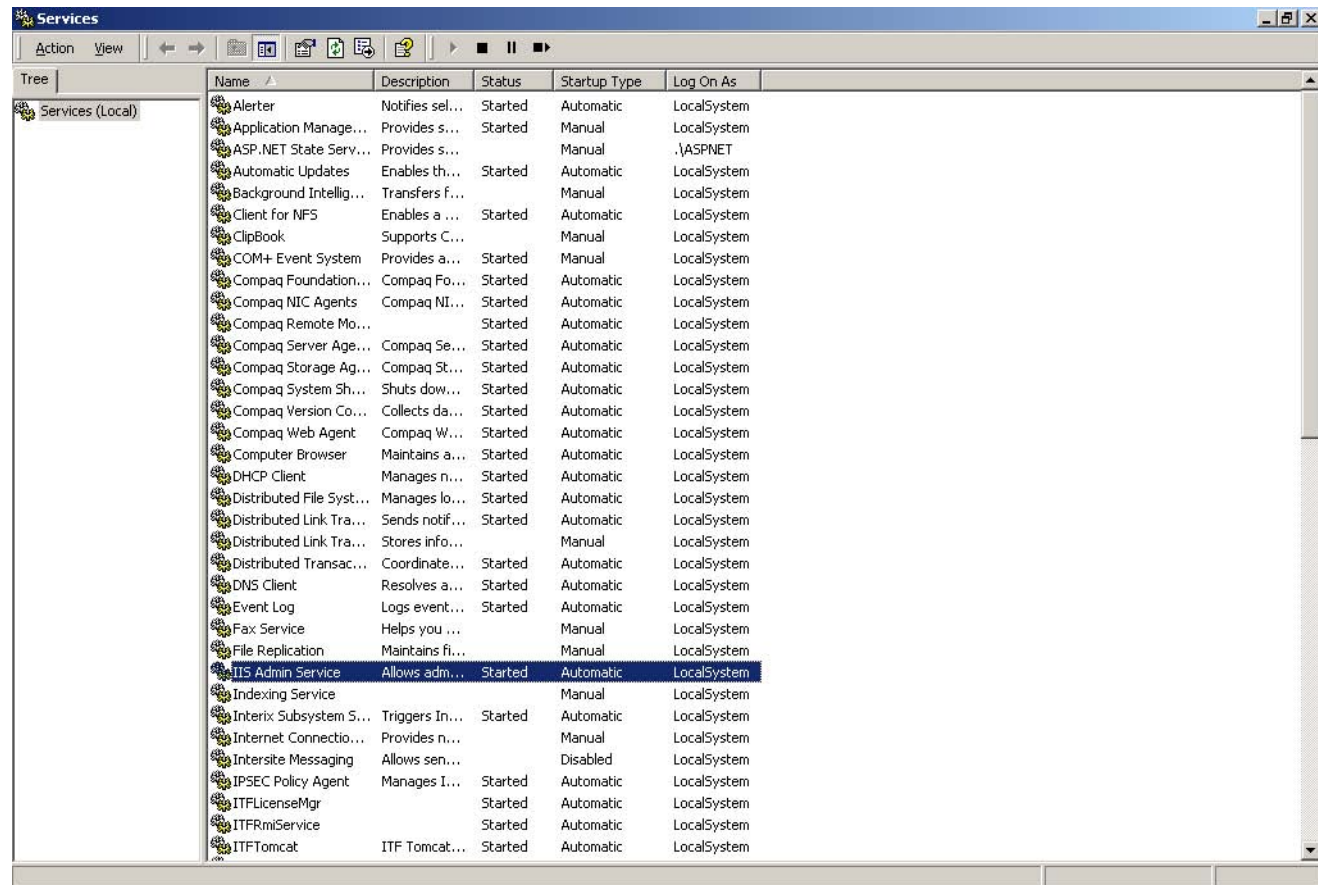 Services
Action View
Tree
Name Description Status Startup Type Log On As
Services (Local)
Alerter Notifies sel... Started Automatic LocalSystem
Application Manage... Provides s... Started Manual LocalSystem
ASP.NET State Serv... Provides s... Manual .\ASPNET
Automatic Updates Enables th... Started Automatic LocalSystem
Background Intellig... Transfers f... Manual LocalSystem
Client for NFS Enables a ... Started Automatic LocalSystem
ClipBook Supports C... Manual LocalSystem
COM+ Event System Provides a... Started Manual LocalSystem
Compaq Foundation... Compaq Fo... Started Automatic LocalSystem
Compaq NIC Agents Compaq NI... Started Automatic LocalSystem
Compaq Remote Mo... Started Automatic LocalSystem
Compaq Server Age... Compaq Se... Started Automatic LocalSystem
Compaq Storage Ag... Compaq St... Started Automatic LocalSystem
Compaq System Sh... Shuts dow... Started Automatic LocalSystem
Compaq Version Co... Collects da... Started Automatic LocalSystem
Compaq Web Agent Compaq W... Started Automatic LocalSystem
Computer Browser Maintains a... Started Automatic LocalSystem
DHCP Client Manages n... Started Automatic LocalSystem
Distributed File Syst... Manages lo... Started Automatic LocalSystem
Distributed Link Tra... Sends notif... Started Automatic LocalSystem
Distributed Link Tra... Stores info... Manual LocalSystem
Distributed Transac... Coordinate... Started Automatic LocalSystem
DNS Client Resolves a... Started Automatic LocalSystem
Event Log Logs event... Started Automatic LocalSystem
Fax Service Helps you ... Manual LocalSystem
File Replication Maintains fi... Manual LocalSystem
IIS Admin Service Allows adm... Started Automatic LocalSystem
Indexing Service Manual LocalSystem
Interix Subsystem S... Triggers In... Started Automatic LocalSystem
Internet Connectio... Provides n... Manual LocalSystem
Intersite Messaging Allows sen... Disabled LocalSystem
IPSEC Policy Agent Manages I... Started Automatic LocalSystem
ITFLicenseMgr Started Automatic LocalSystem
ITFRmiService Started Automatic LocalSystem
ITFTomcat ITF Tomcat... Started Automatic LocalSystem